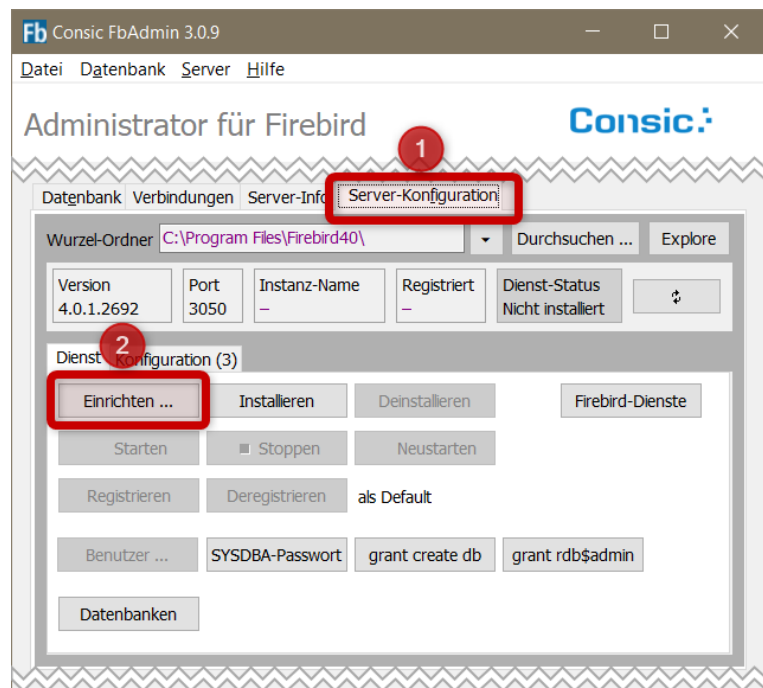 Fb Consic FbAdmin 3.0.9
Datei Datenbank Server Hilfe
Administrator für Firebird
Consic.
1
Datenbank Verbindungen Server-Info Server-Konfiguration
Wurzel-Ordner C:\Program Files\Firebird40\ Durchsuchen ... Explore
Version Port Instanz-Name Registriert Dienst-Status
4.0.1.2692 3050 – – Nicht installiert
2
Dienst Konfiguration (3)
Einrichten ... Installieren Deinstallieren Firebird-Dienste
Starten Stoppen Neustarten
Registrieren Deregistrieren als Default
Benutzer ... SYSDBA-Passwort grant create db grant rdb$admin
Datenbanken